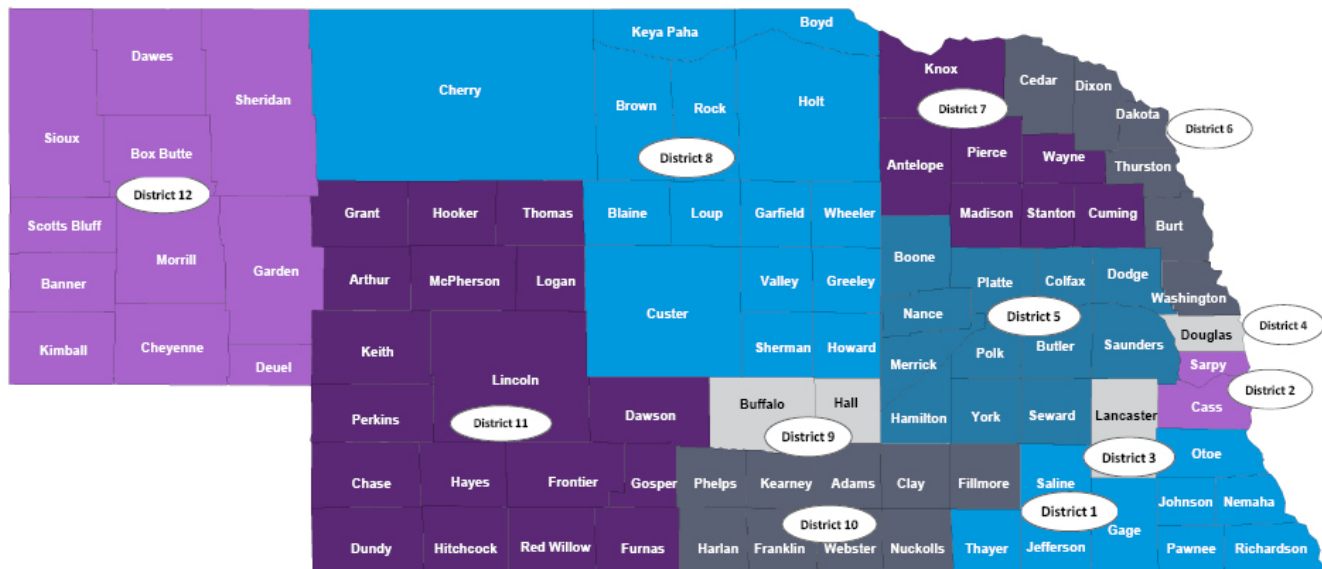 Dawes
Sioux
Sheridan
Box Butte
District 12
Scotts Bluff
Morrill
Garden
Banner
Kimball
Cheyenne
Deuel
Cherry
Keya Paha
Boyd
Brown
Rock
Holt
District 8
Blaine
Loup
Garfield
Wheeler
Custer
Valley
Greeley
Sherman
Howard
Grant
Hooker
Thomas
Arthur
McPherson
Logan
Keith
Lincoln
Perkins
District 11
Dawson
Chase
Hayes
Frontier
Gosper
Dundy
Hitchcock
Red Willow
Furnas
Knox
District 7
Antelope
Pierce
Wayne
Madison
Stanton
Cuming
Cedar
Dixon
Dakota
District 6
Thurston
Burt
Washington
Boone
Platte
Colfax
Dodge
Nance
District 5
Merrick
Polk
Butler
Saunders
Hamilton
York
Seward
Douglas
District 4
Sarpy
District 2
Cass
Buffalo
Hall
District 9
Lancaster
District 3
Phelps
Kearney
Adams
Clay
Fillmore
District 10
Harlan
Franklin
Webster
Nuckolls
Saline
Otoe
District 1
Gage
Johnson
Nemaha
Thayer
Jefferson
Pawnee
Richardson